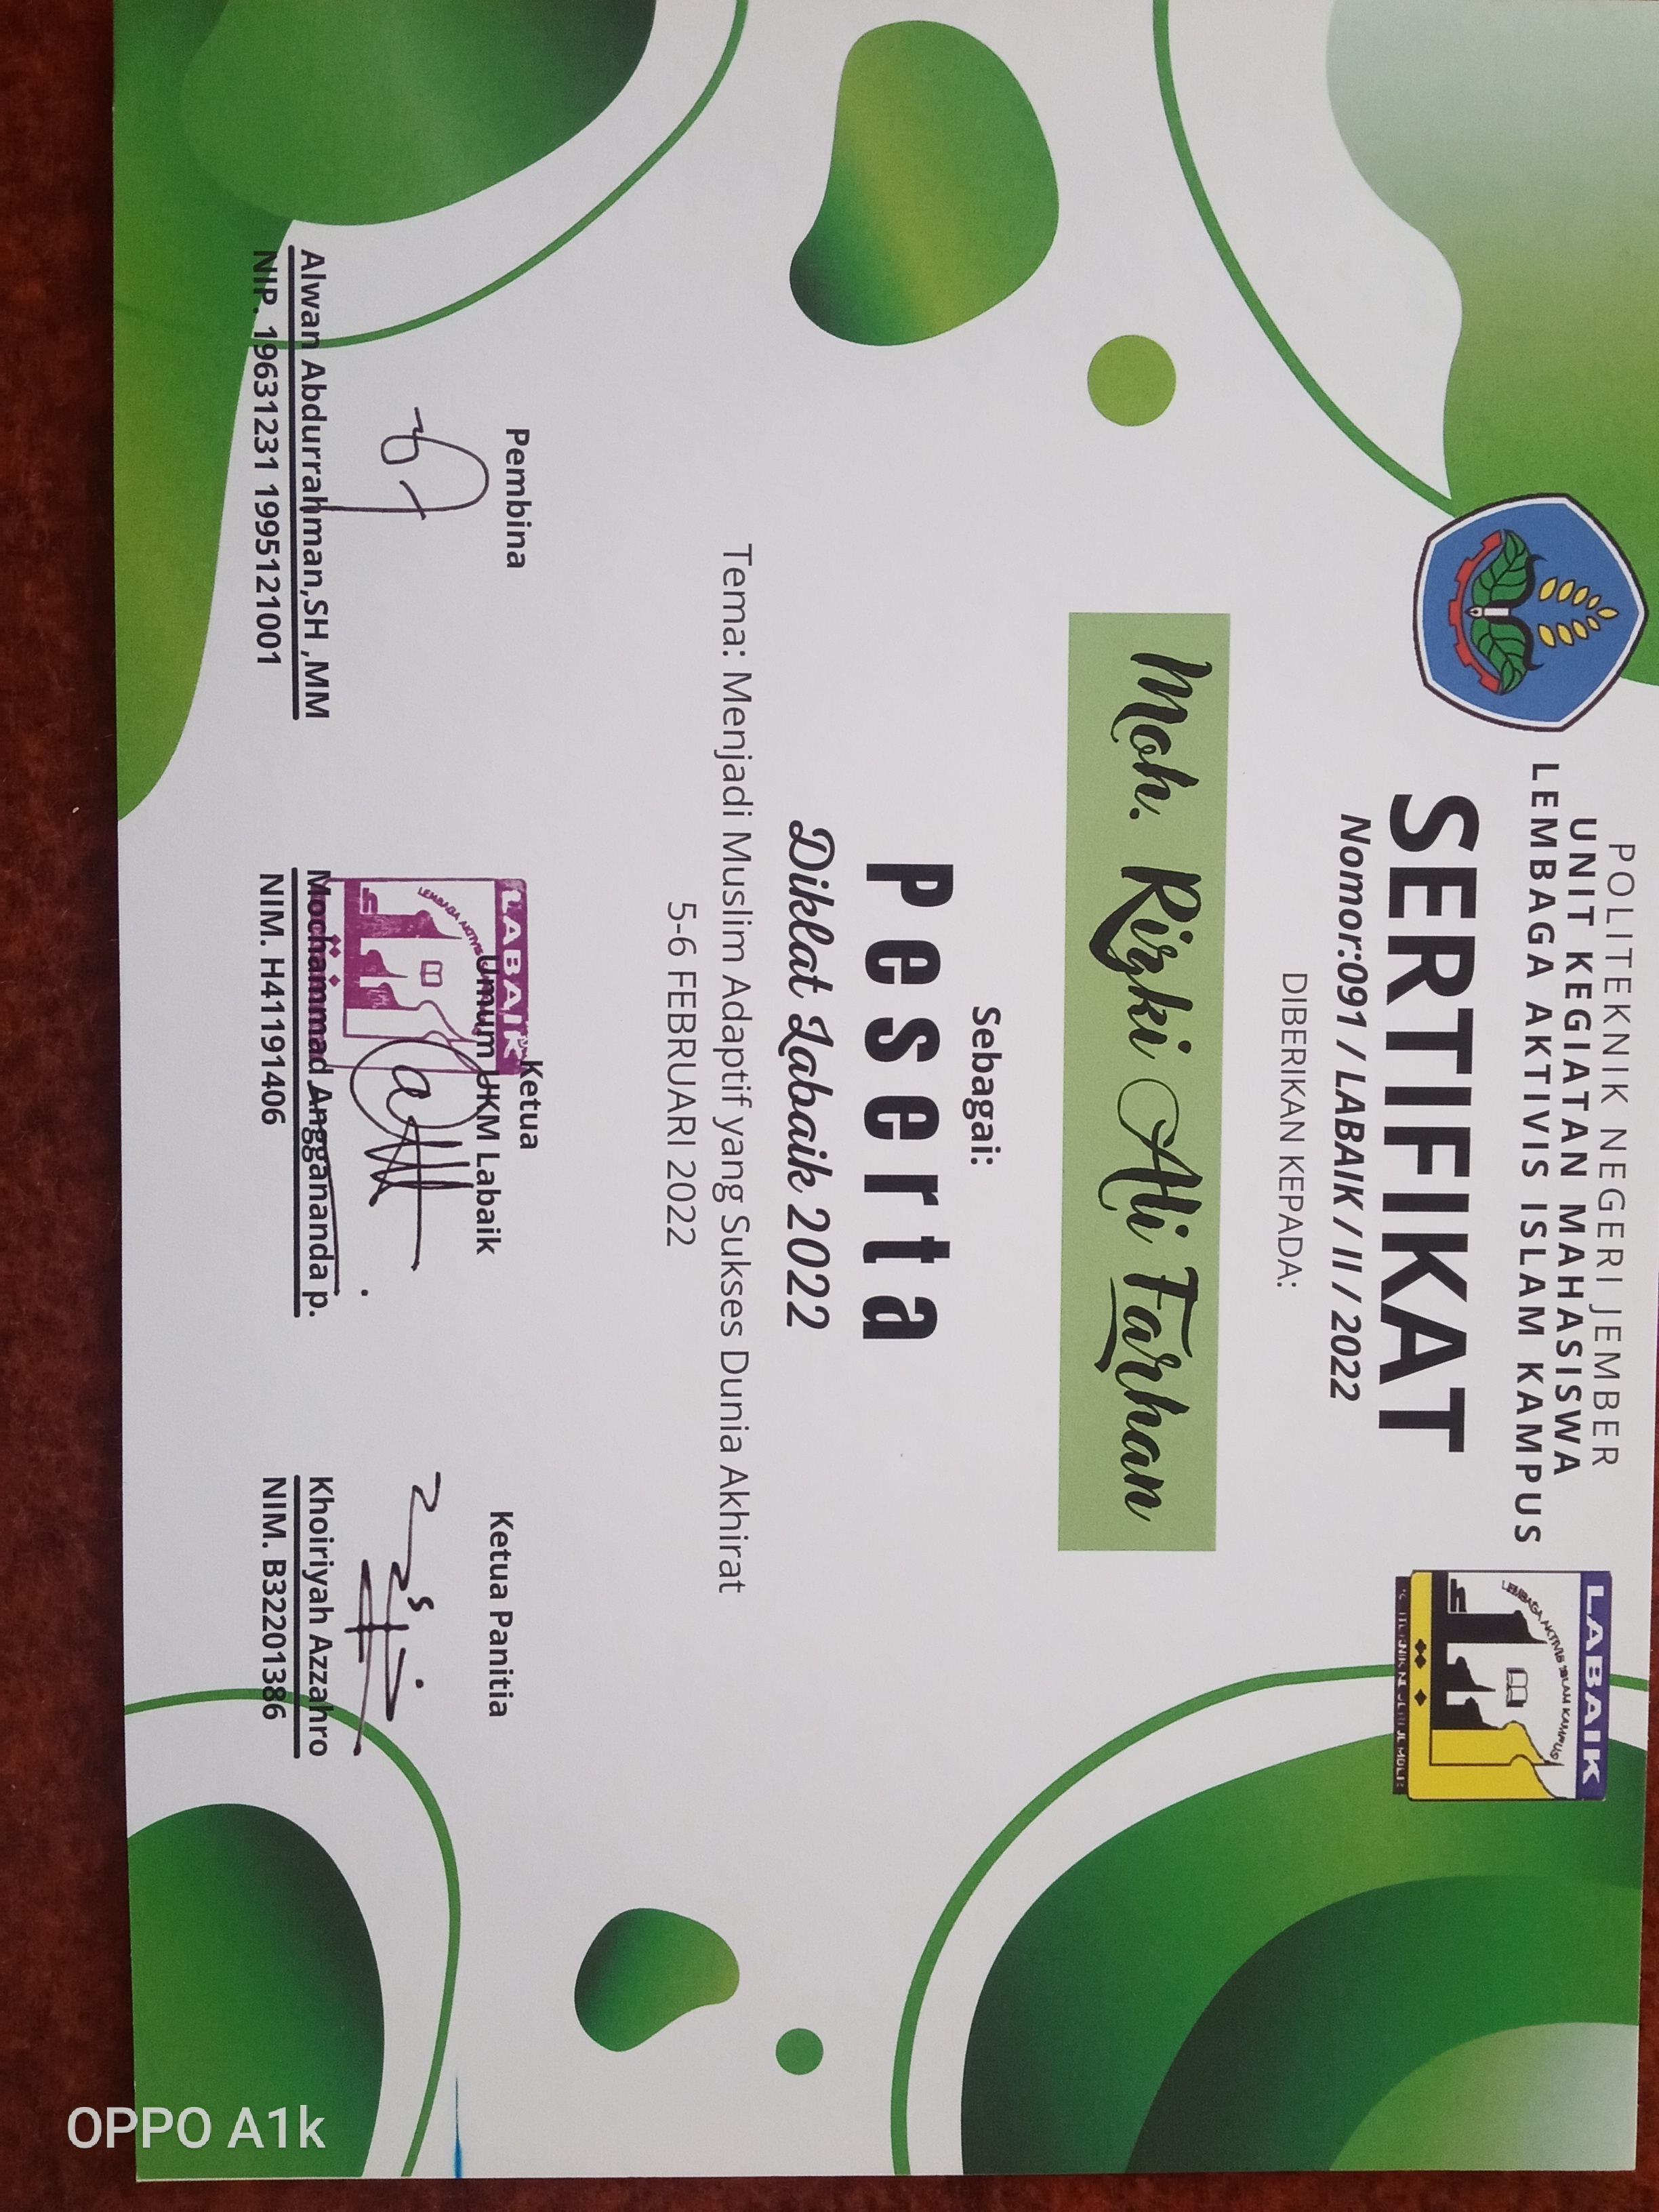 POLITEKNIK NEGERI JEMBER
UNIT KEGIATAN MAHASISWA
LEMBAGA AKTIVIS ISLAM KAMPUS
LABAIK
LEMBAGA AKTIVIS ISLAM KAMPUS
POLITEKNIK NEGERI JEMBER
SERTIFIKAT
Nomor:091 / LABAIK / II / 2022
DIBERIKAN KEPADA:
Moh. Rizki Ali Farhan
Sebagai:
Peserta
Diklat Labaik 2022
Tema: Menjadi Muslim Adaptif yang Sukses Dunia Akhirat
5-6 FEBRUARI 2022
Pembina
Alwan Abdurrahman,SH ,MM
NIP. 19631231 1995121001
LABAIK
LEMBAGA AKTIVIS
Ketua
Umum UKM Labaik
Mochammad Anggananda p.
NIM. H41191406
Ketua Panitia
Khoiriyah Azzahro
NIM. B32201386
OPPO A1k